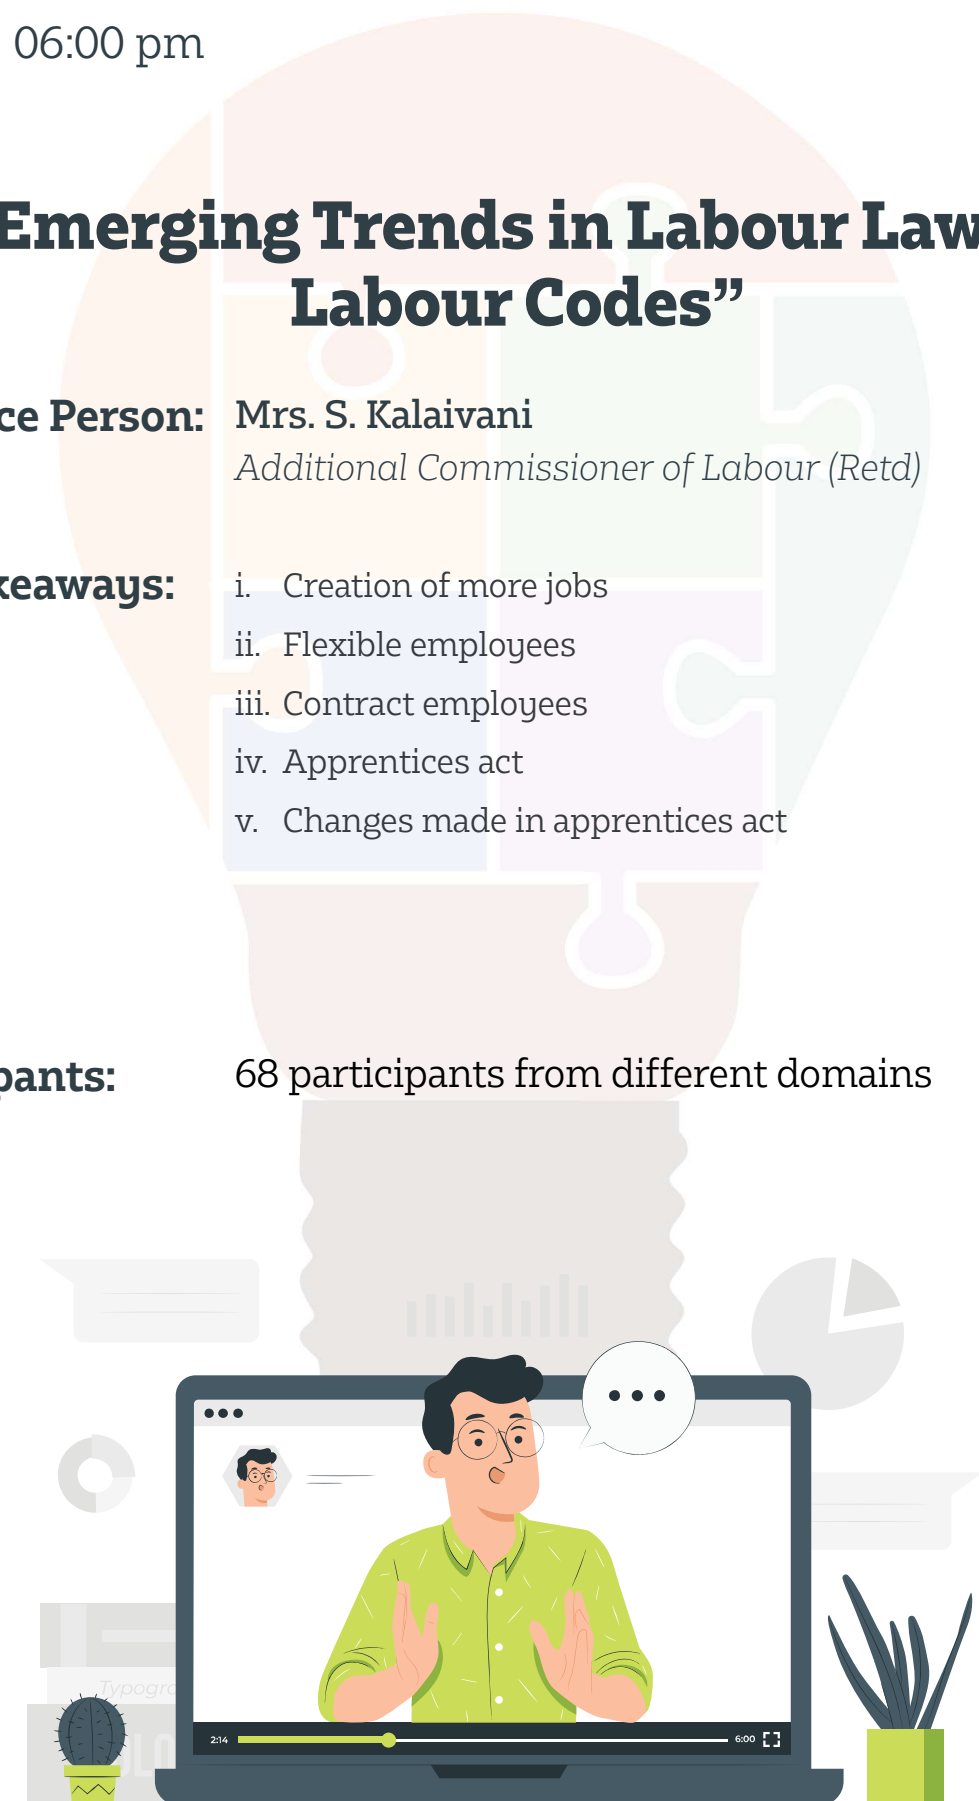 06:00 pm
Emerging Trends in Labour Law
Labour Codes”
ce Person: Mrs. S. Kalaivani
Additional Commissioner of Labour (Retd)
keaways: i. Creation of more jobs
ii. Flexible employees
iii. Contract employees
iv. Apprentices act
v. Changes made in apprentices act
pants: 68 participants from different domains
Typogra
2:14 6:00